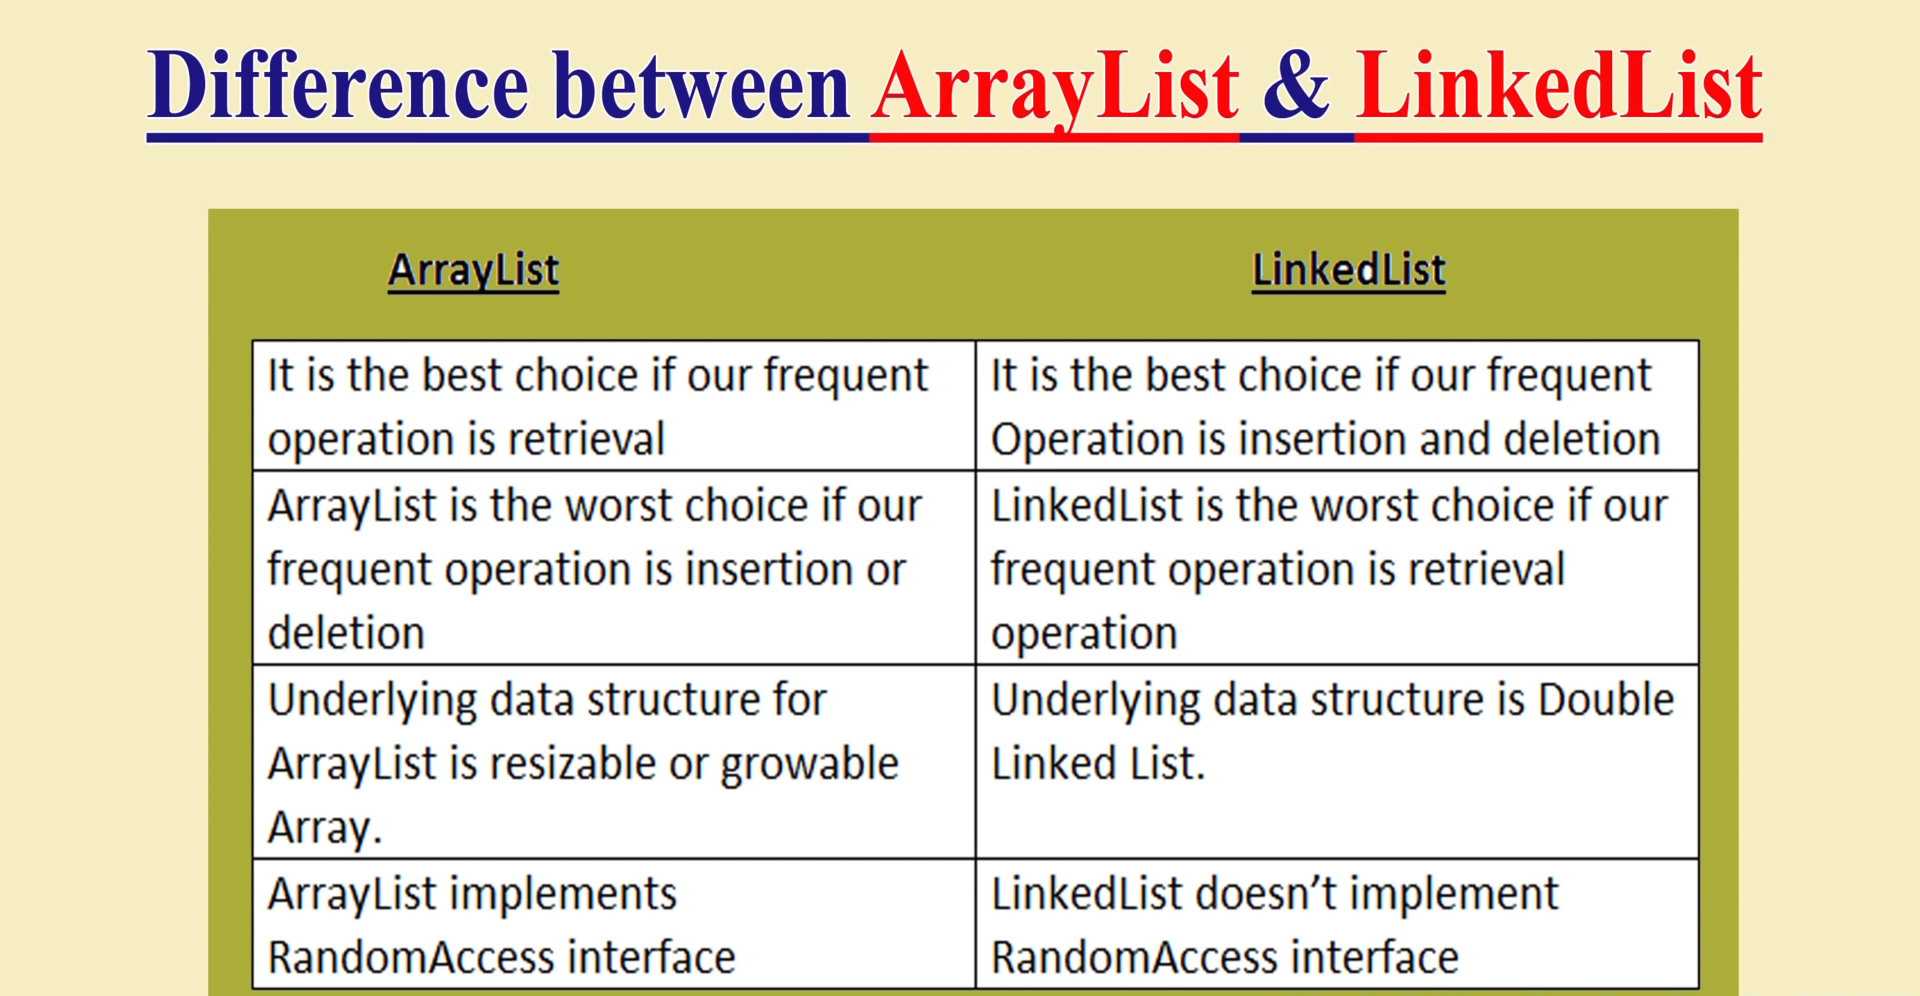 Difference between ArrayList & LinkedList
ArrayList
LinkedList
It is the best choice if our frequent
operation is retrieval
It is the best choice if our frequent
Operation is insertion and deletion
ArrayList is the worst choice if our
frequent operation is insertion or
deletion
LinkedList is the worst choice if our
frequent operation is retrieval
operation
Underlying data structure for
ArrayList is resizable or growable
Array.
Underlying data structure is Double
Linked List.
ArrayList implements
RandomAccess interface
LinkedList doesn’t implement
RandomAccess interface